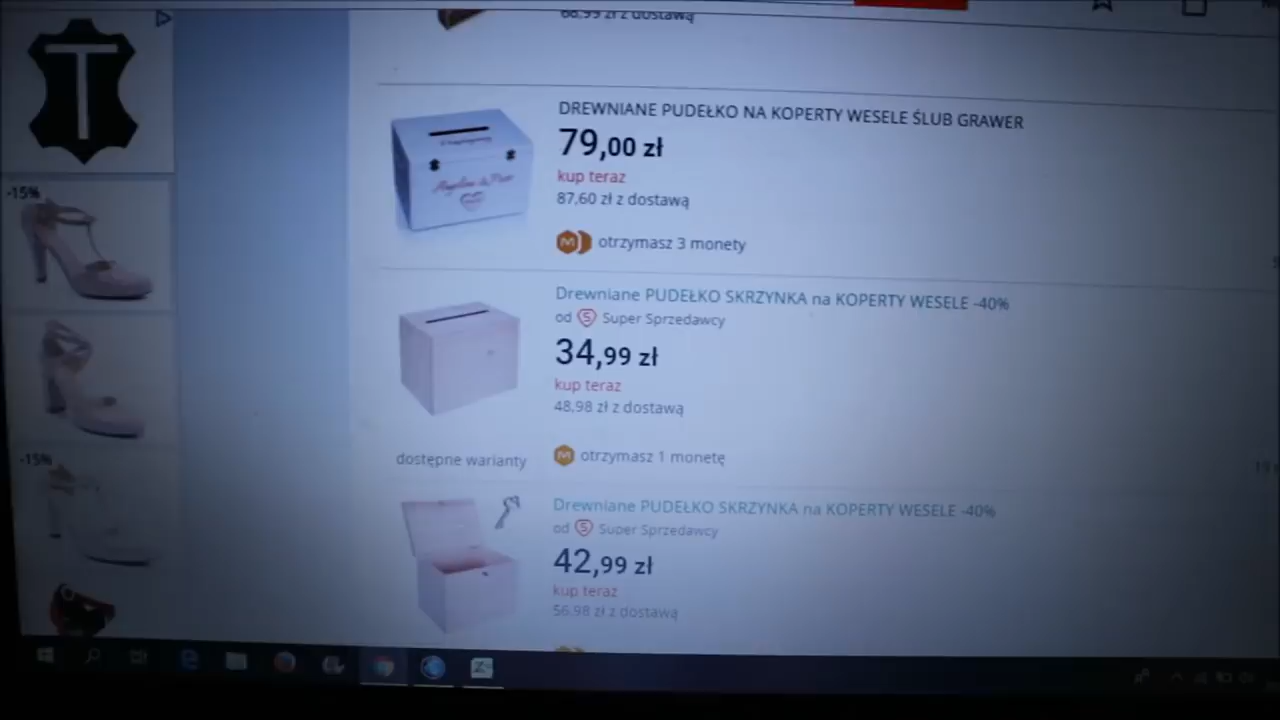 68,99 zł z dostawą
DREWNIANE PUDEŁKO NA KOPERTY WESELE ŚLUB GRAWER
79,00 zł
kup teraz
87,60 zł z dostawą
otrzymasz 3 monety
Drewniane PUDEŁKO SKRZYNKA na KOPERTY WESELE -40%
od Super Sprzedawcy
34,99 zł
kup teraz
48,98 zł z dostawą
dostępne warianty
otrzymasz 1 monetę
Drewniane PUDEŁKO SKRZYNKA na KOPERTY WESELE -40%
od Super Sprzedawcy
42,99 zł
kup teraz
56,98 zł z dostawą
T
-15%
-15%